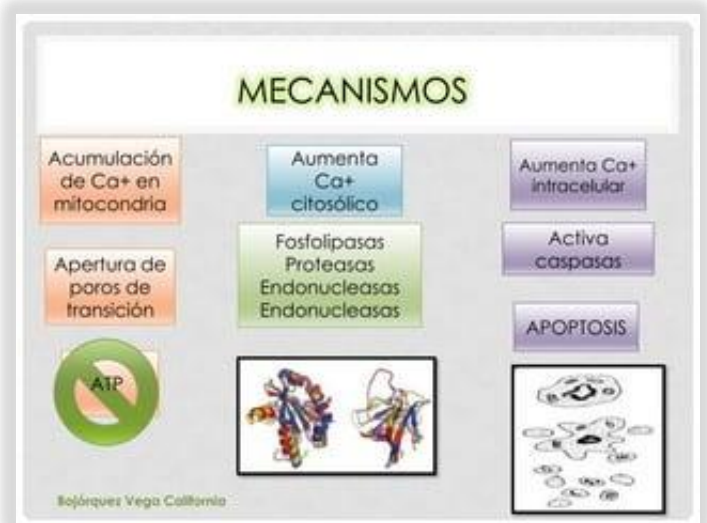 MECANISMOS
Acumulación
de Ca+ en
mitocondria
Apertura de
poros de
transición
ATP
Aumenta
Ca+
citosólico
Fosfolipasas
Proteasas
Endonucleasas
Endonucleasas
Aumenta Ca+
intracelular
Activa
caspasas
APOPTOSIS
Bojórquez Vega California